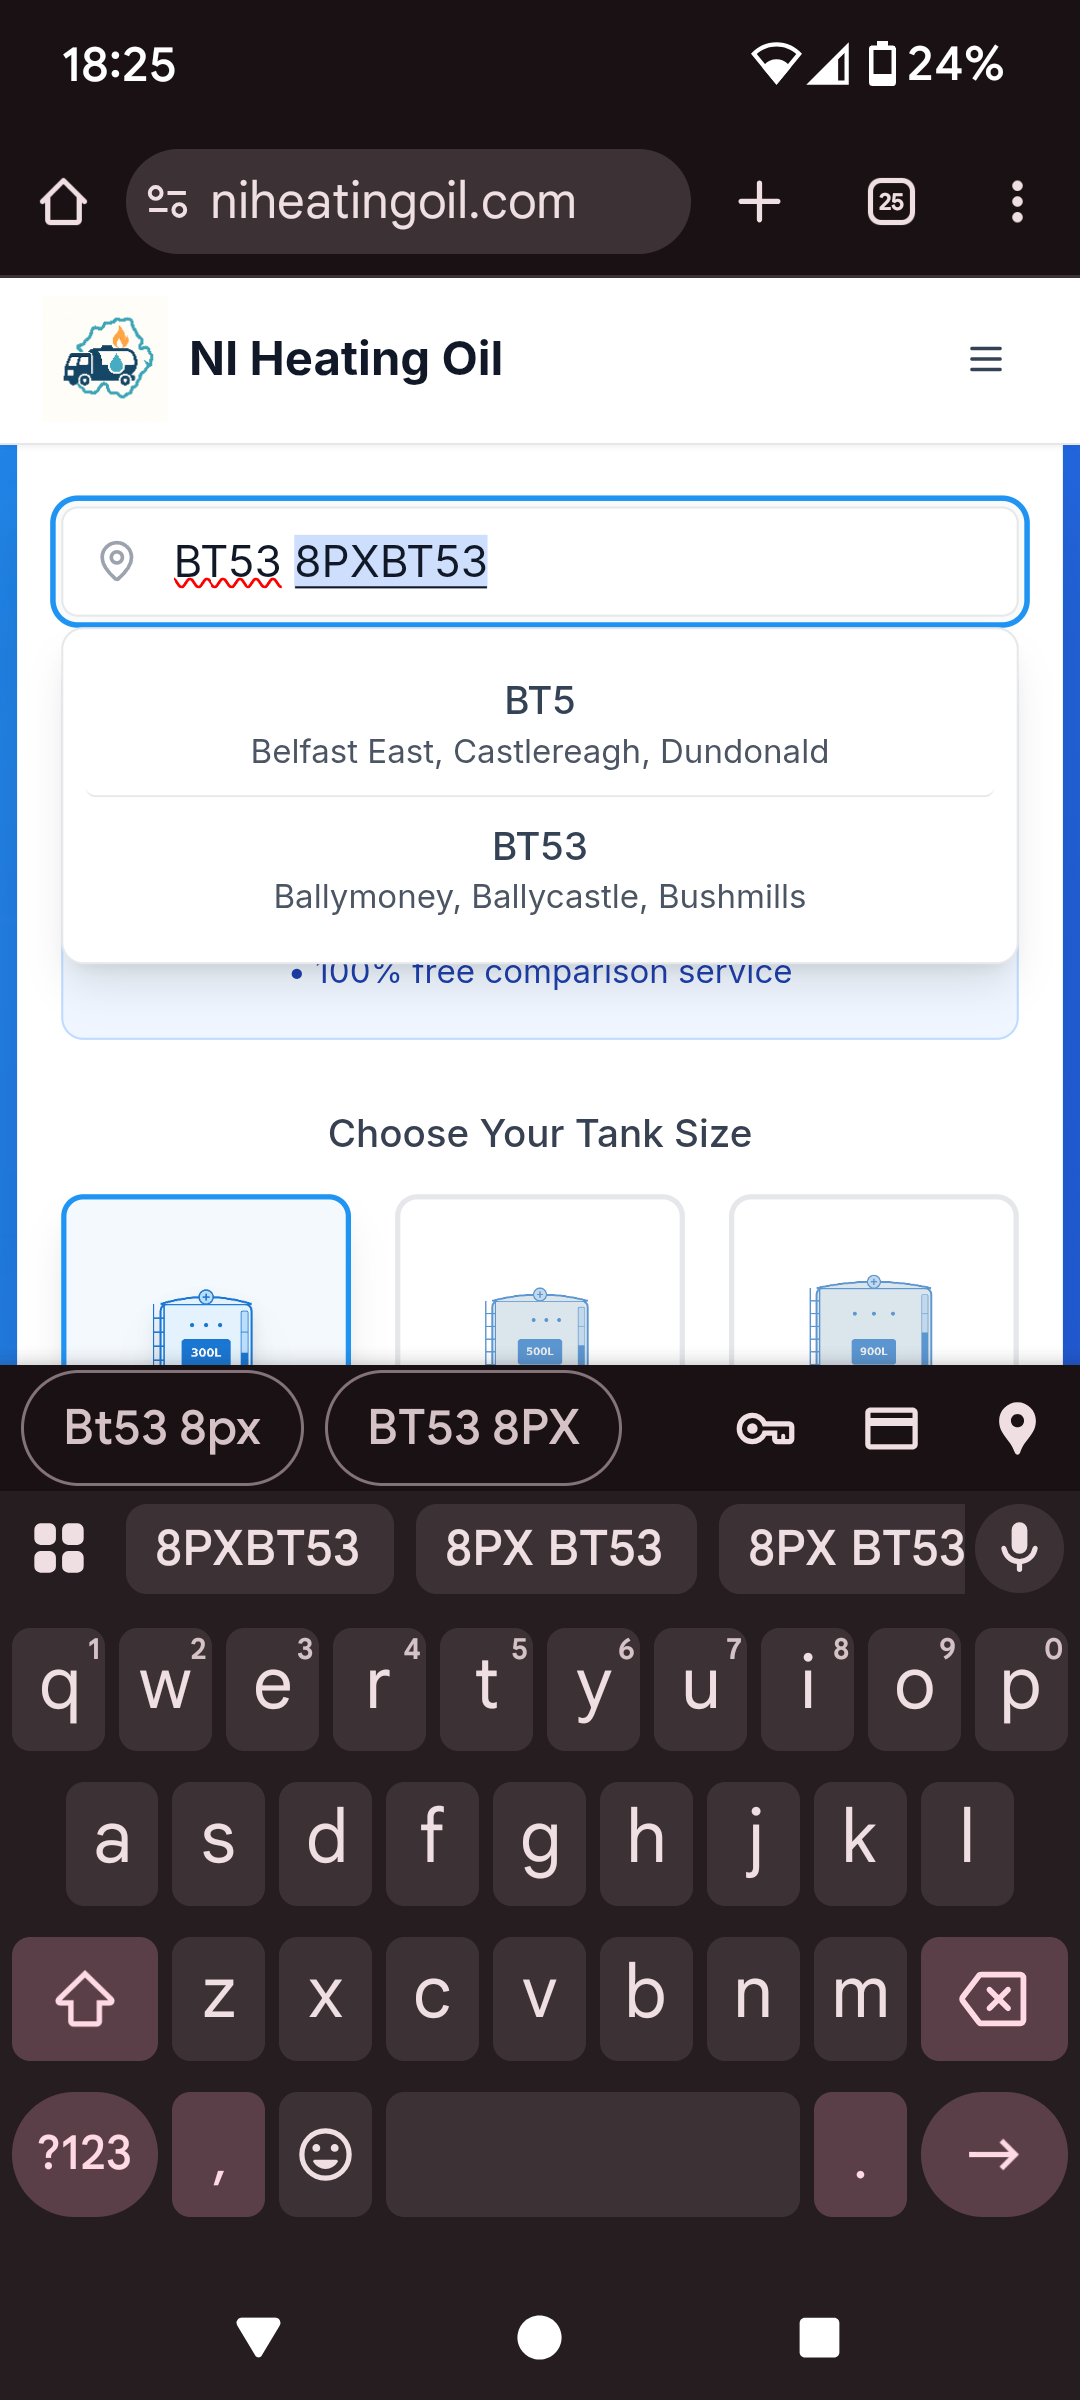 18:25
24%
niheatingoil.com
25
NI Heating Oil
BT53 8PXBT53
BT5
Belfast East, Castlereagh, Dundonald
BT53
Ballymoney, Ballycastle, Bushmills
• 100% free comparison service
Choose Your Tank Size
300L
500L
900L
Bt53 8px
BT53 8PX
8PXBT53
8PX BT53
8PX BT53
q 1 w 2 e 3 r 4 t 5 y 6 u 7 i 8 o 9 p 0
a s d f g h j k l
z x c v b n m
?123 , .